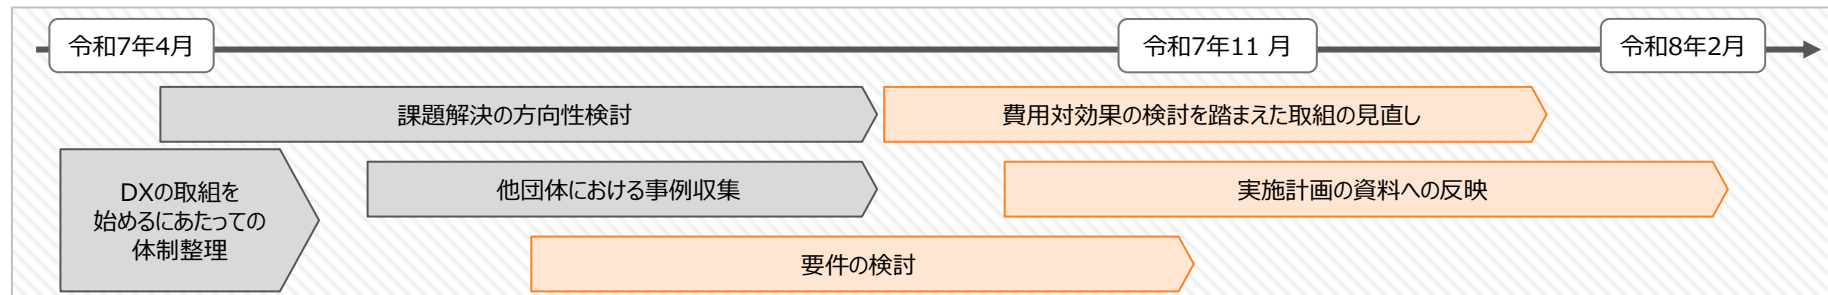 令和7年4月
令和7年11 月
令和8年2月
課題解決の方向性検討
費用対効果の検討を踏まえた取組の見直し
DXの取組を
始めるにあたっての
体制整理
他団体における事例収集
実施計画の資料への反映
要件の検討